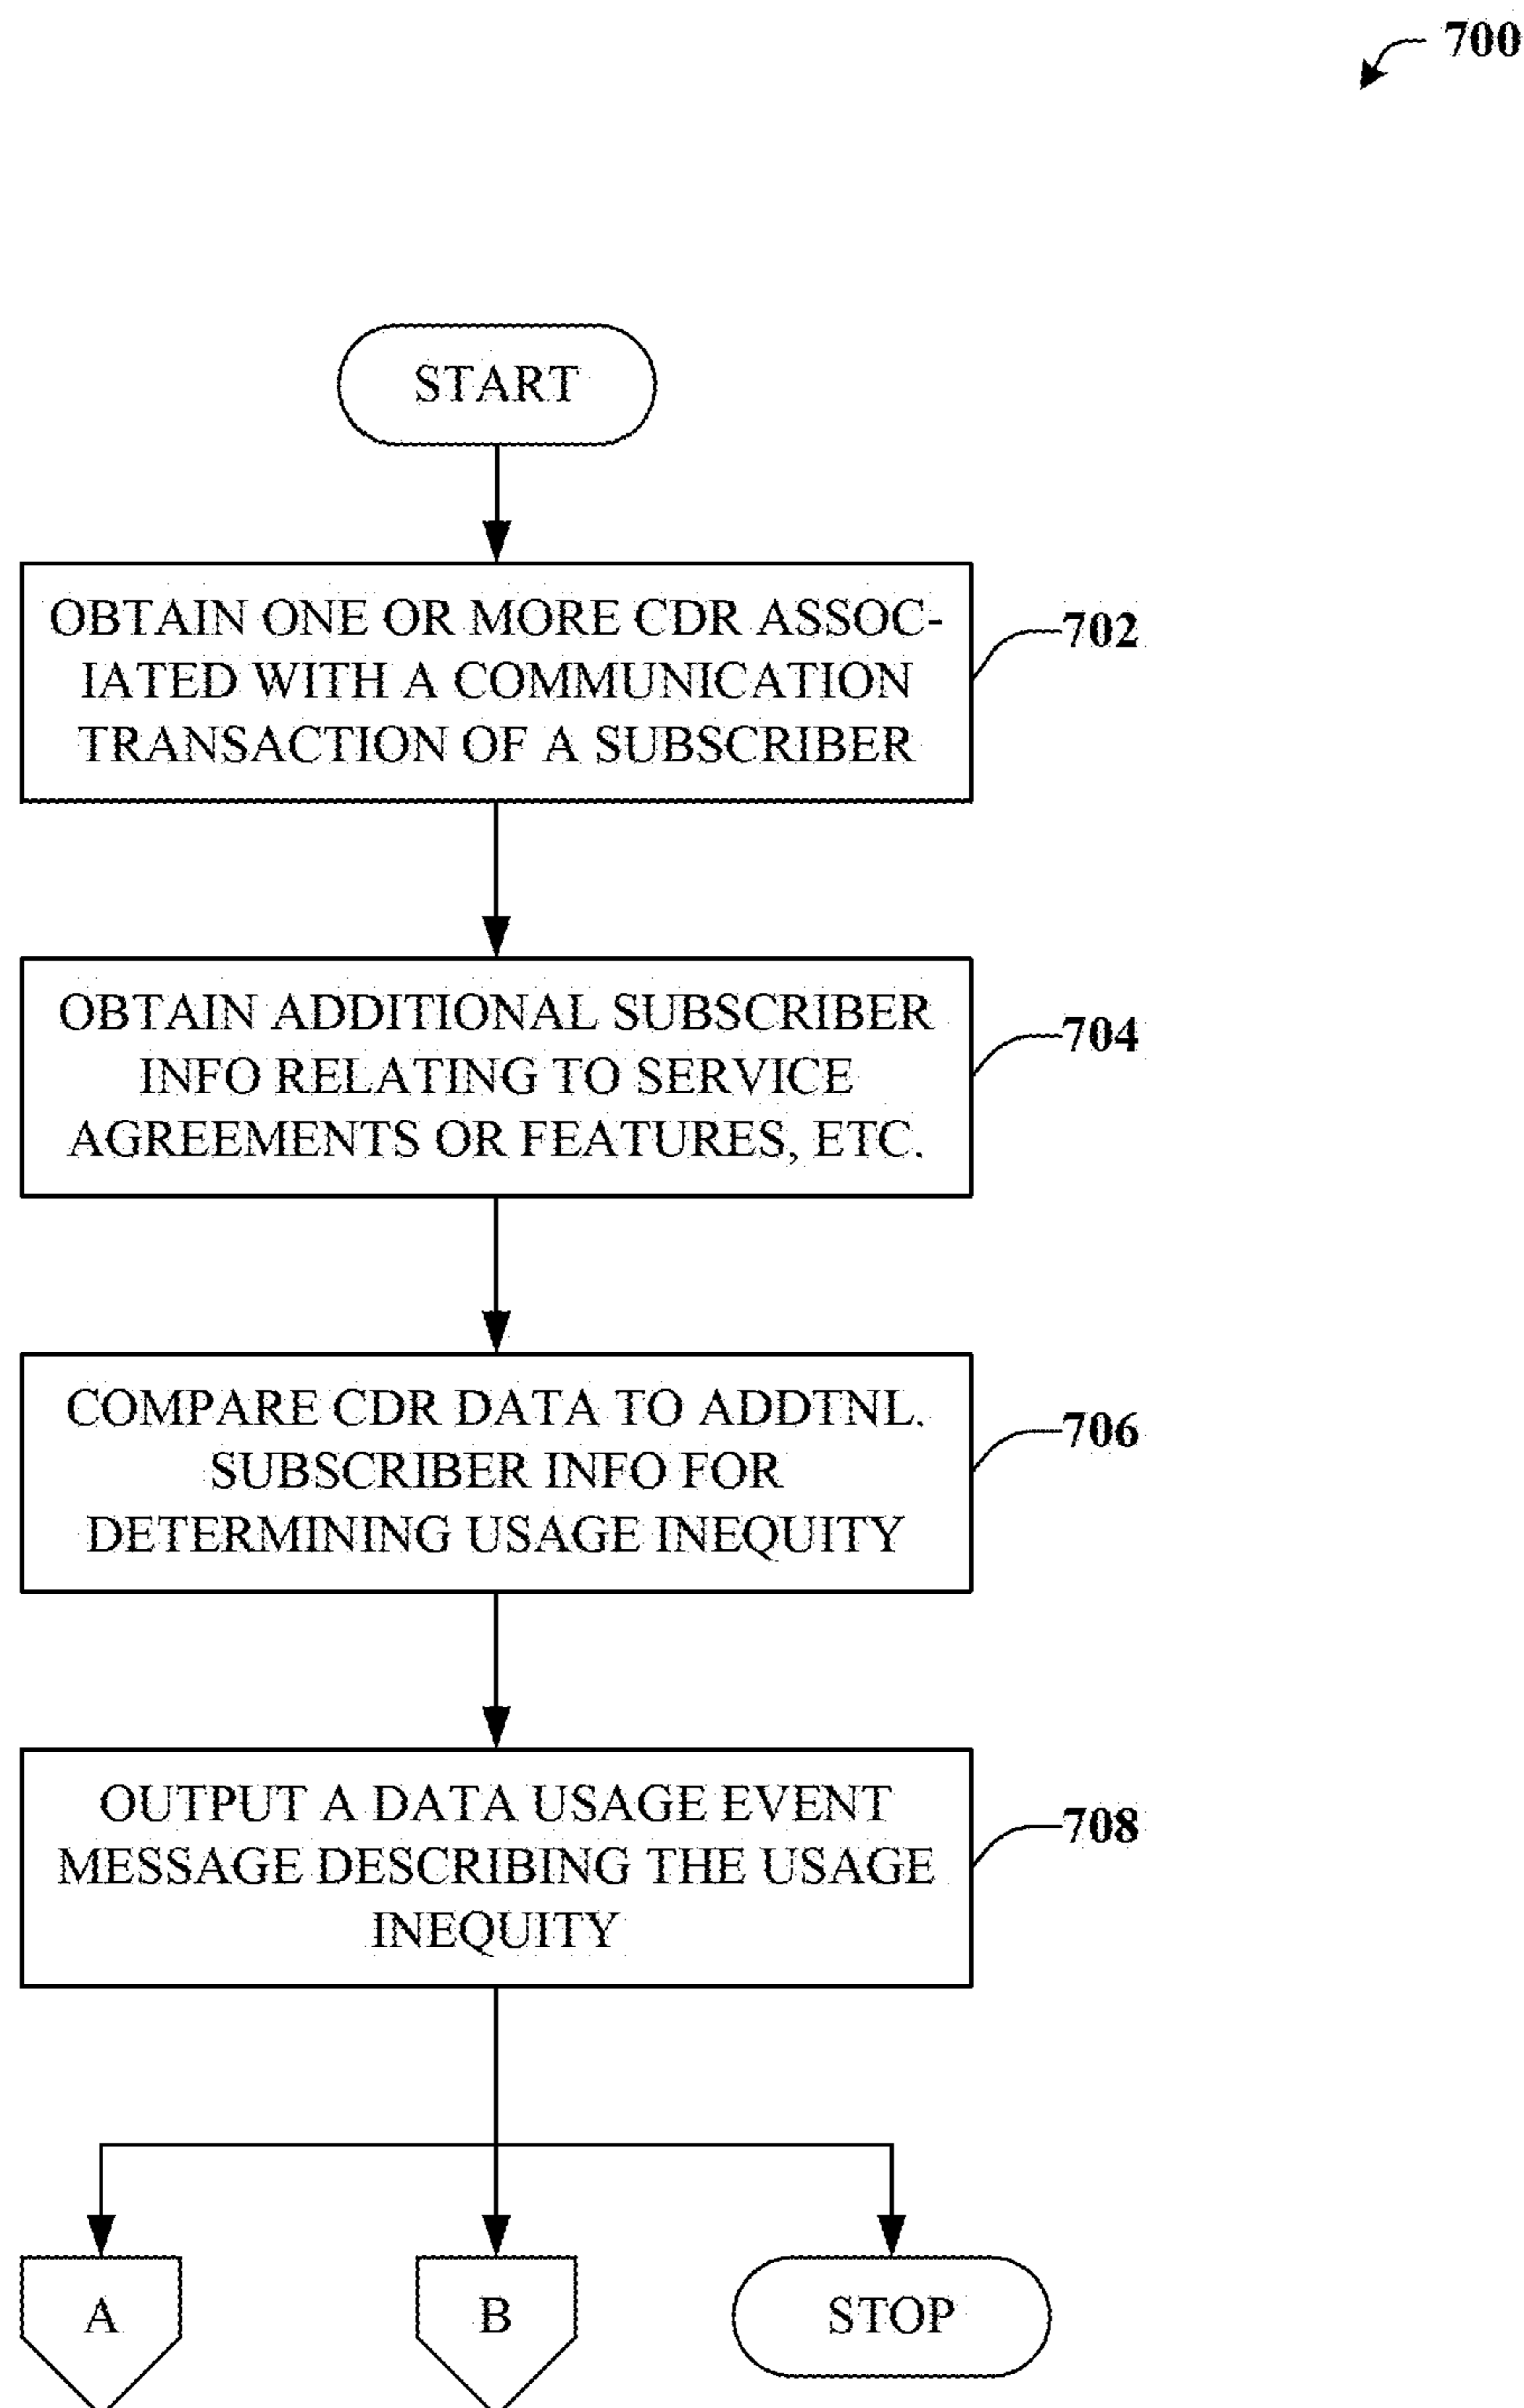 700
START
OBTAIN ONE OR MORE CDR ASSOC-
IATED WITH A COMMUNICATION
TRANSACTION OF A SUBSCRIBER
702
OBTAIN ADDITIONAL SUBSCRIBER
INFO RELATING TO SERVICE
AGREEMENTS OR FEATURES, ETC.
704
COMPARE CDR DATA TO ADDTNL.
SUBSCRIBER INFO FOR
DETERMINING USAGE INEQUITY
706
OUTPUT A DATA USAGE EVENT
MESSAGE DESCRIBING THE USAGE
INEQUITY
708
A
B
STOP